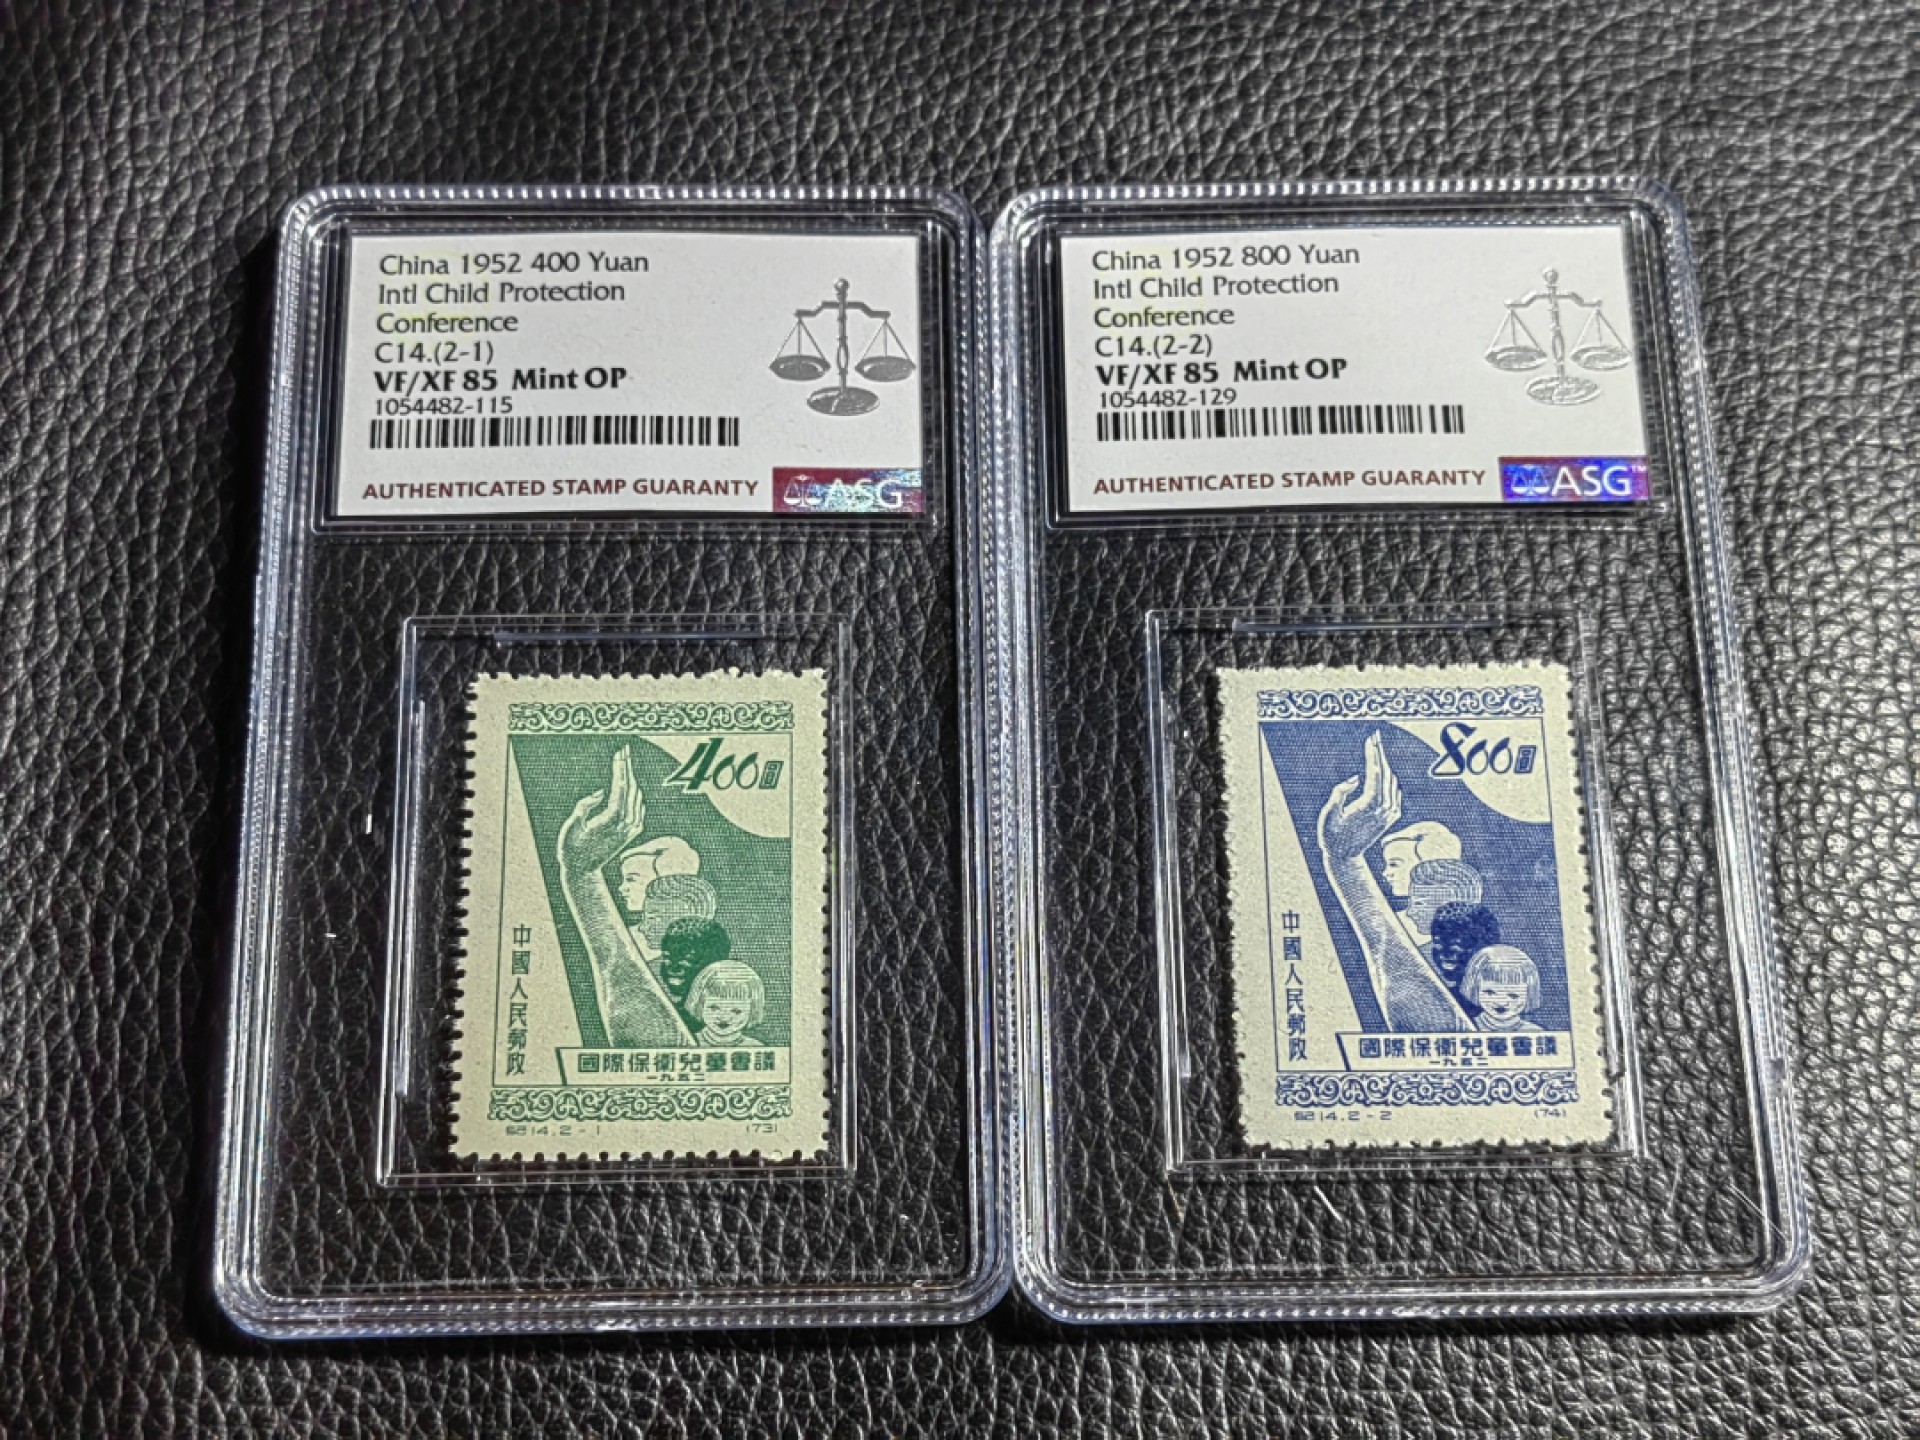 China 1952 400 Yuan
Intl Child Protection
Conference
C14.(2-1)
VF/XF 85 Mint OP
1054482-115
AUTHENTICATED STAMP GUARANTY
ASG
400圓
中國人民郵政
國際保衛兒童會議
一九五二
紀14.2-1
(73)
China 1952 800 Yuan
Intl Child Protection
Conference
C14.(2-2)
VF/XF 85 Mint OP
1054482-129
AUTHENTICATED STAMP GUARANTY
ASG™
800圓
中國人民郵政
國際保衛兒童會議
一九五二
紀14.2-2
(74)